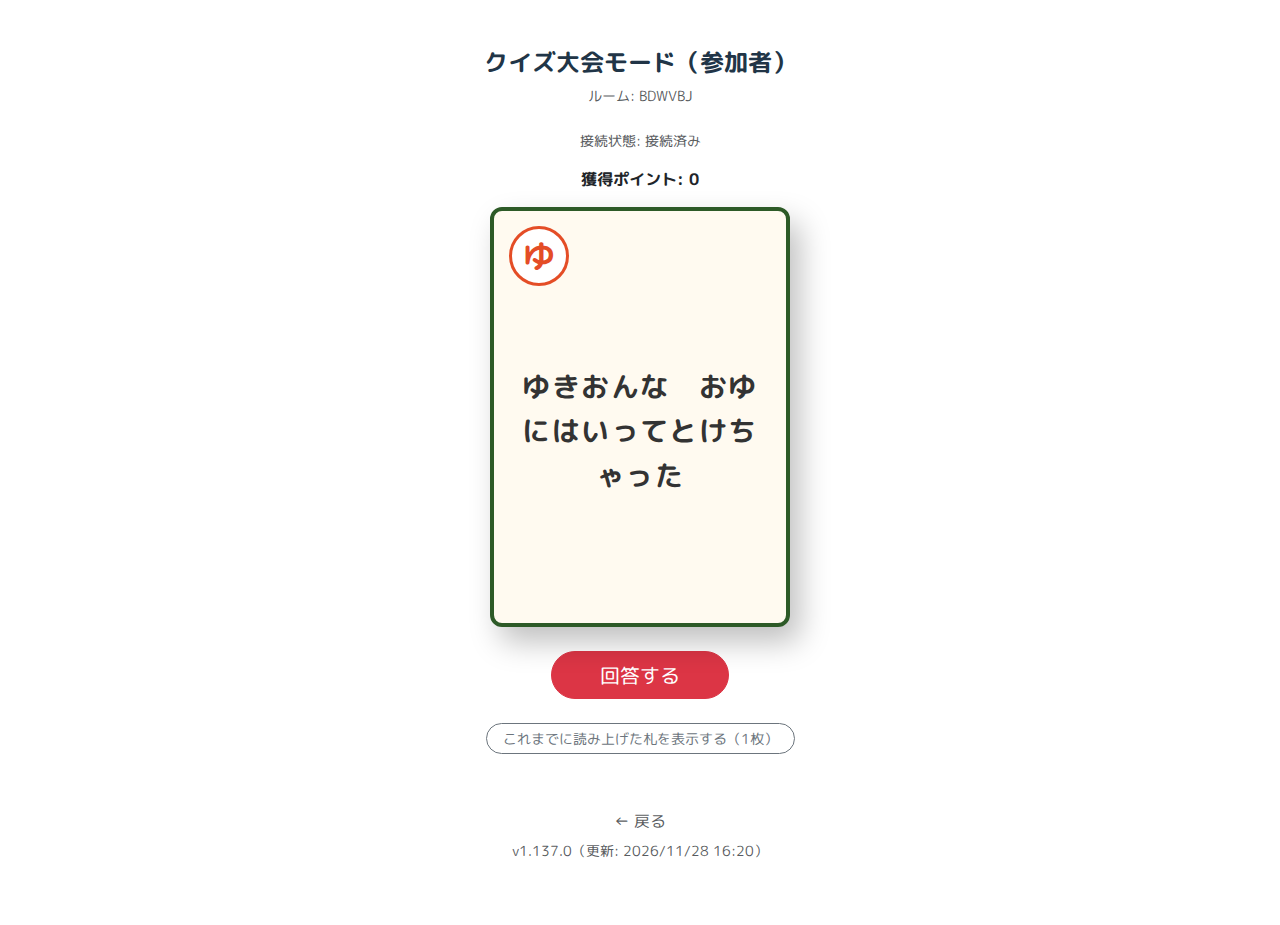 クイズ大会モード（参加者）
ルーム: BDWVBJ
接続状態: 接続済み
獲得ポイント: 0
ゆ
ゆきおんな　おゆ
にはいってとけち
ゃった
回答する
これまでに読み上げた札を表示する（1枚）
← 戻る
v1.137.0（更新: 2026/11/28 16:20）